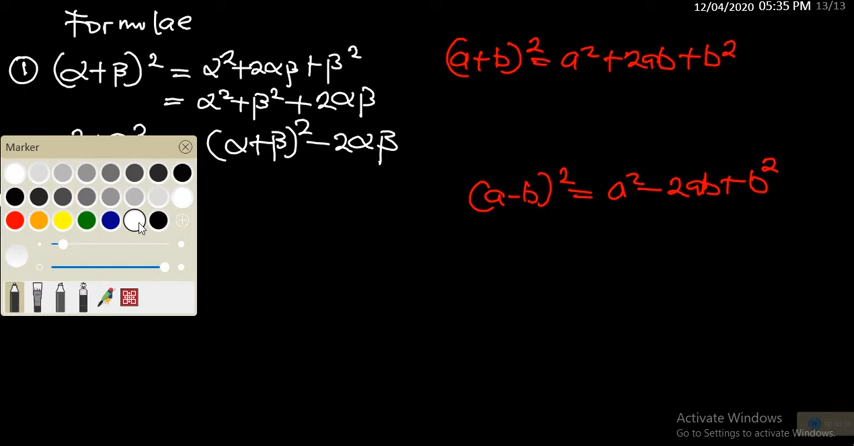 12/04/2020 05:35 PM 13/13
Formulae
① (α+β)² = α²+2αβ+β²
= α²+β²+2αβ
(α+β)²-2αβ
(a+b)² = a²+2ab+b²
(a-b)² = a²-2ab+b²
Marker
Activate Windows
Go to Settings to activate Windows.